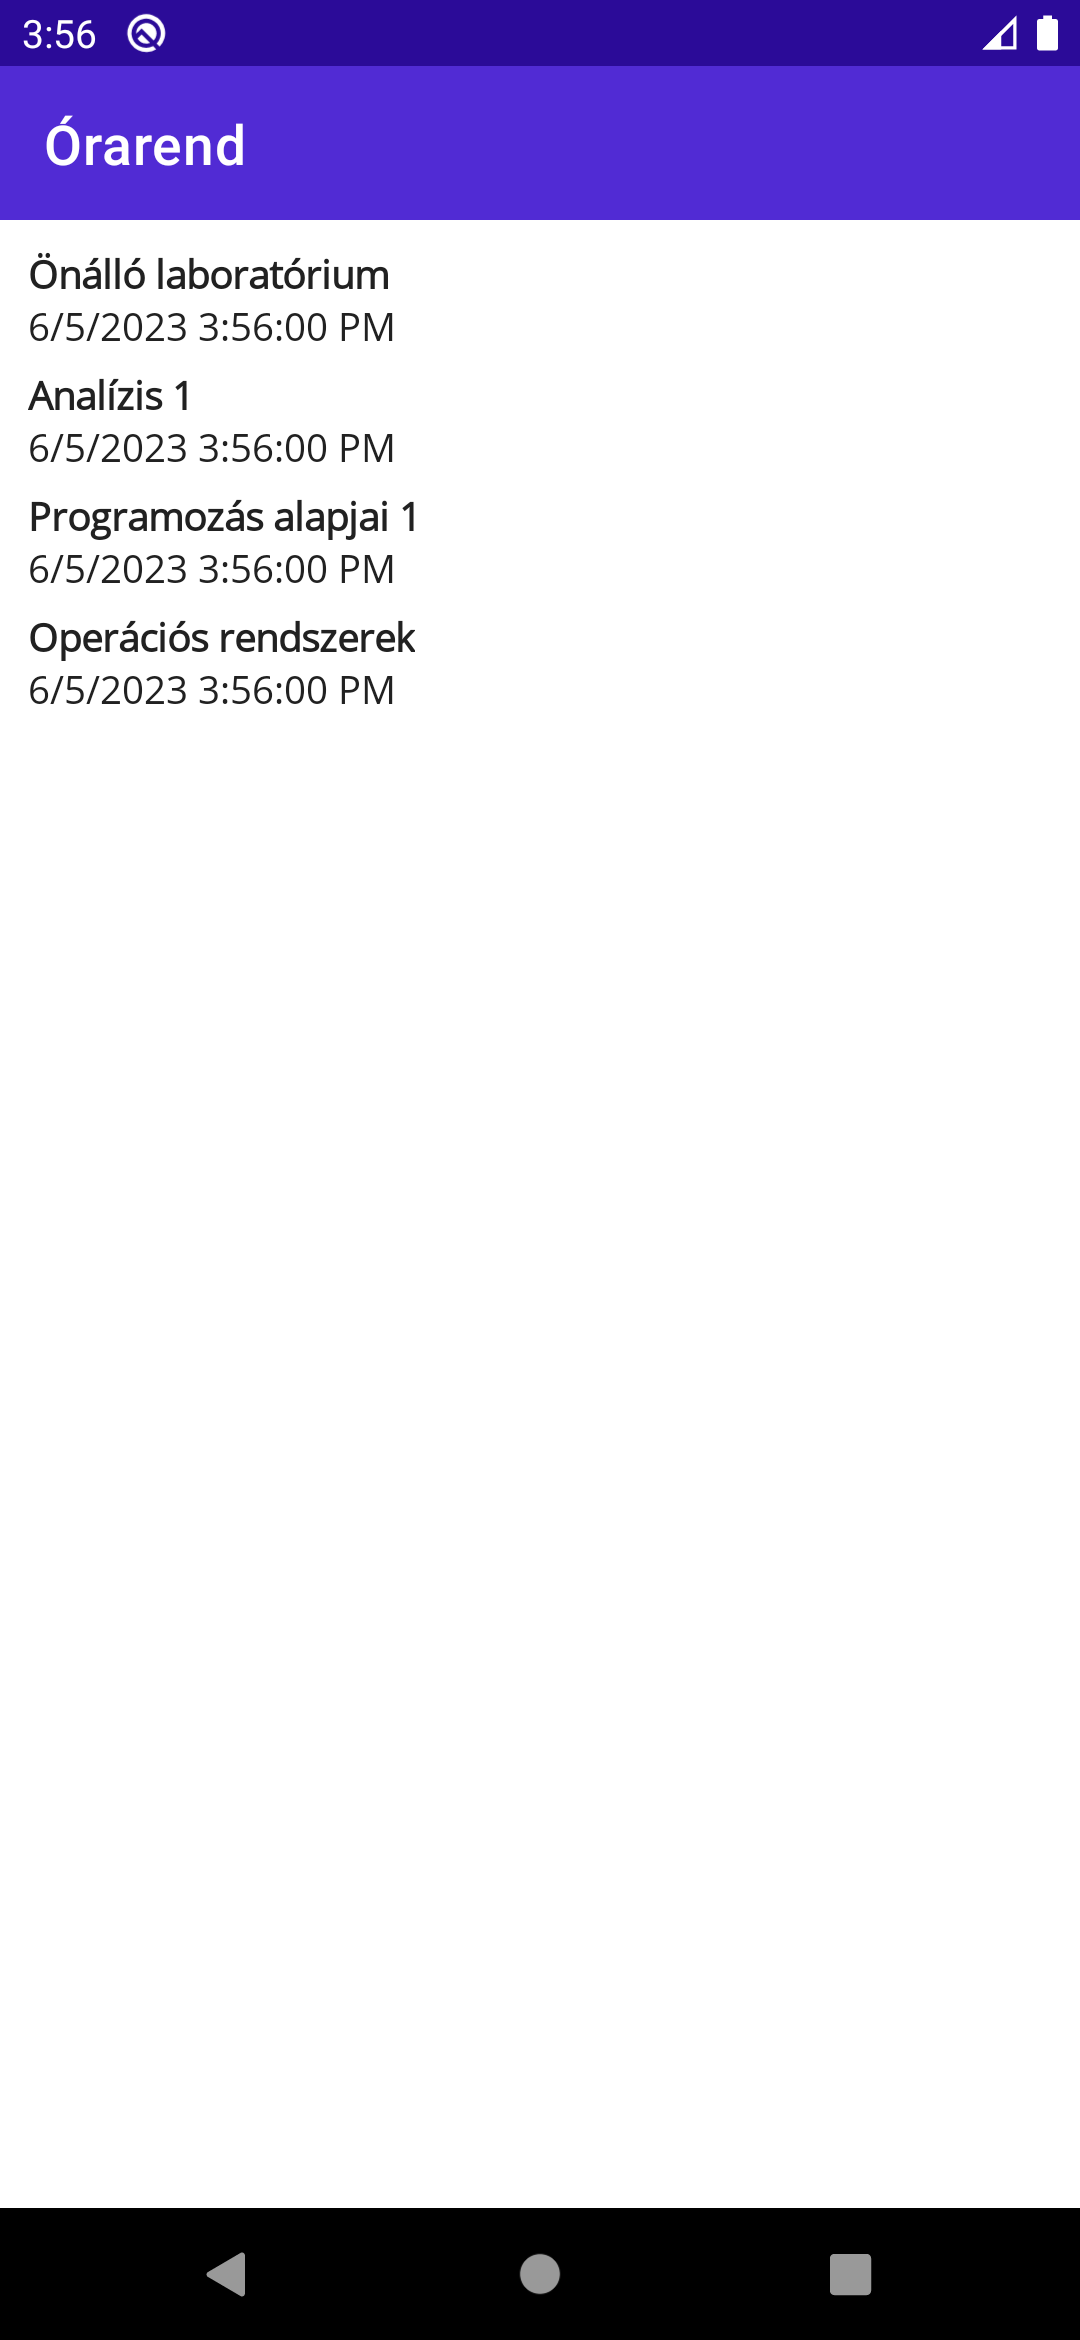 3:56
Órarend
Önálló laboratórium
6/5/2023 3:56:00 PM
Analízis 1
6/5/2023 3:56:00 PM
Programozás alapjai 1
6/5/2023 3:56:00 PM
Operációs rendszerek
6/5/2023 3:56:00 PM